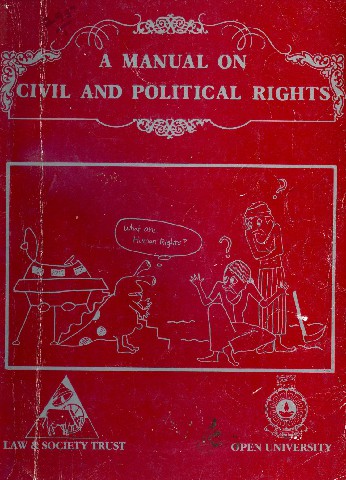 A MANUAL ON
CIVIL AND POLITICAL RIGHTS
What are
Human Rights?
?
?
LAW & SOCIETY TRUST
OPEN UNIVERSITY